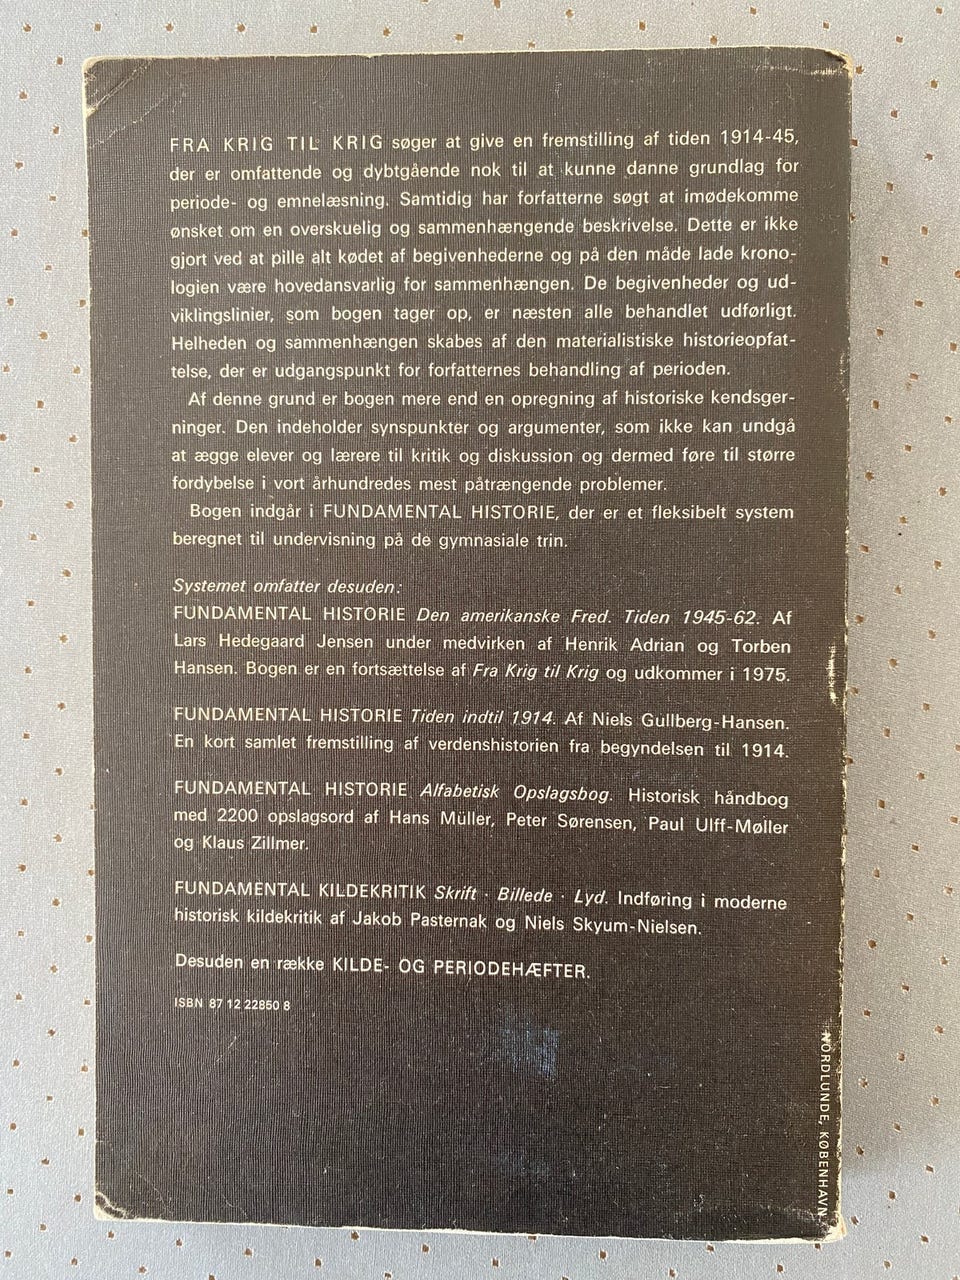 FRA KRIG TIL KRIG søger at give en fremstilling af tiden 1914-45,
der er omfattende og dybtgående nok til at kunne danne grundlag for
periode- og emnelæsning. Samtidig har forfatterne søgt at imødekomme
ønsket om en overskuelig og sammenhængende beskrivelse. Dette er ikke
gjort ved at pille alt kødet af begivenhederne og på den måde lade krono-
logien være hovedansvarlig for sammenhængen. De begivenheder og ud-
viklingslinier, som bogen tager op, er næsten alle behandlet udførligt.
Helheden og sammenhængen skabes af den materialistiske historieopfat-
telse, der er udgangspunkt for forfatternes behandling af perioden.
Af denne grund er bogen mere end en opregning af historiske kendsger-
ninger. Den indeholder synspunkter og argumenter, som ikke kan undgå
at ægge elever og lærere til kritik og diskussion og dermed føre til større
fordybelse i vort århundredes mest påtrængende problemer.
Bogen indgår i FUNDAMENTAL HISTORIE, der er et fleksibelt system
beregnet til undervisning på de gymnasiale trin.
Systemet omfatter desuden:
FUNDAMENTAL HISTORIE Den amerikanske Fred. Tiden 1945-62. Af
Lars Hedegaard Jensen under medvirken af Henrik Adrian og Torben
Hansen. Bogen er en fortsættelse af Fra Krig til Krig og udkommer i 1975.
FUNDAMENTAL HISTORIE Tiden indtil 1914. Af Niels Gullberg-Hansen.
En kort samlet fremstilling af verdenshistorien fra begyndelsen til 1914.
FUNDAMENTAL HISTORIE Alfabetisk Opslagsbog. Historisk håndbog
med 2200 opslagsord af Hans Müller, Peter Sørensen, Paul Ulff-Møller
og Klaus Zillmer.
FUNDAMENTAL KILDEKRITIK Skrift · Billede · Lyd. Indføring i moderne
historisk kildekritik af Jakob Pasternak og Niels Skyum-Nielsen.
Desuden en række KILDE- OG PERIODEHÆFTER.
ISBN 87 12 22850 8
NORDLUNDE, KØBENHAVN